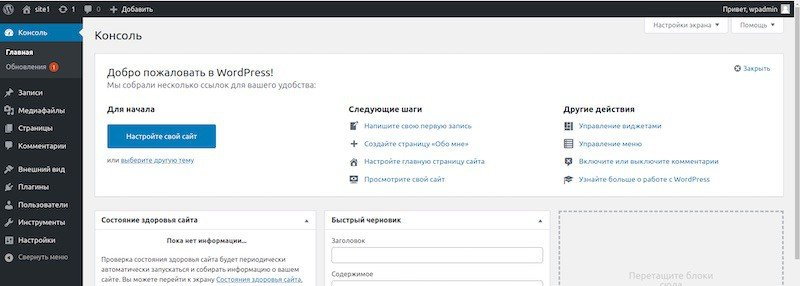 site1 1 0 Добавить Привет, wpadmin
Консоль
Главная
Обновления 1
Записи
Медиафайлы
Страницы
Комментарии
Внешний вид
Плагины
Пользователи
Инструменты
Настройки
Свернуть меню
Настройки экрана Помощь
Консоль
Добро пожаловать в WordPress!
Закрыть
Мы собрали несколько ссылок для вашего удобства:
Для начала
Настройте свой сайт
или выберите другую тему
Следующие шаги
Напишите свою первую запись
Создайте страницу «Обо мне»
Настройте главную страницу сайта
Просмотрите свой сайт
Другие действия
Управление виджетами
Управление меню
Включите или выключите комментарии
Узнайте больше о работе с WordPress
Состояние здоровья сайта
Пока нет информации...
Проверка состояния здоровья сайта будет периодически
автоматически запускаться и собирать информацию о вашем
сайте. Вы можете перейти к экрану Состояния здоровья сайта,
Быстрый черновик
Заголовок
Содержимое
Перетащите блоки
сюда